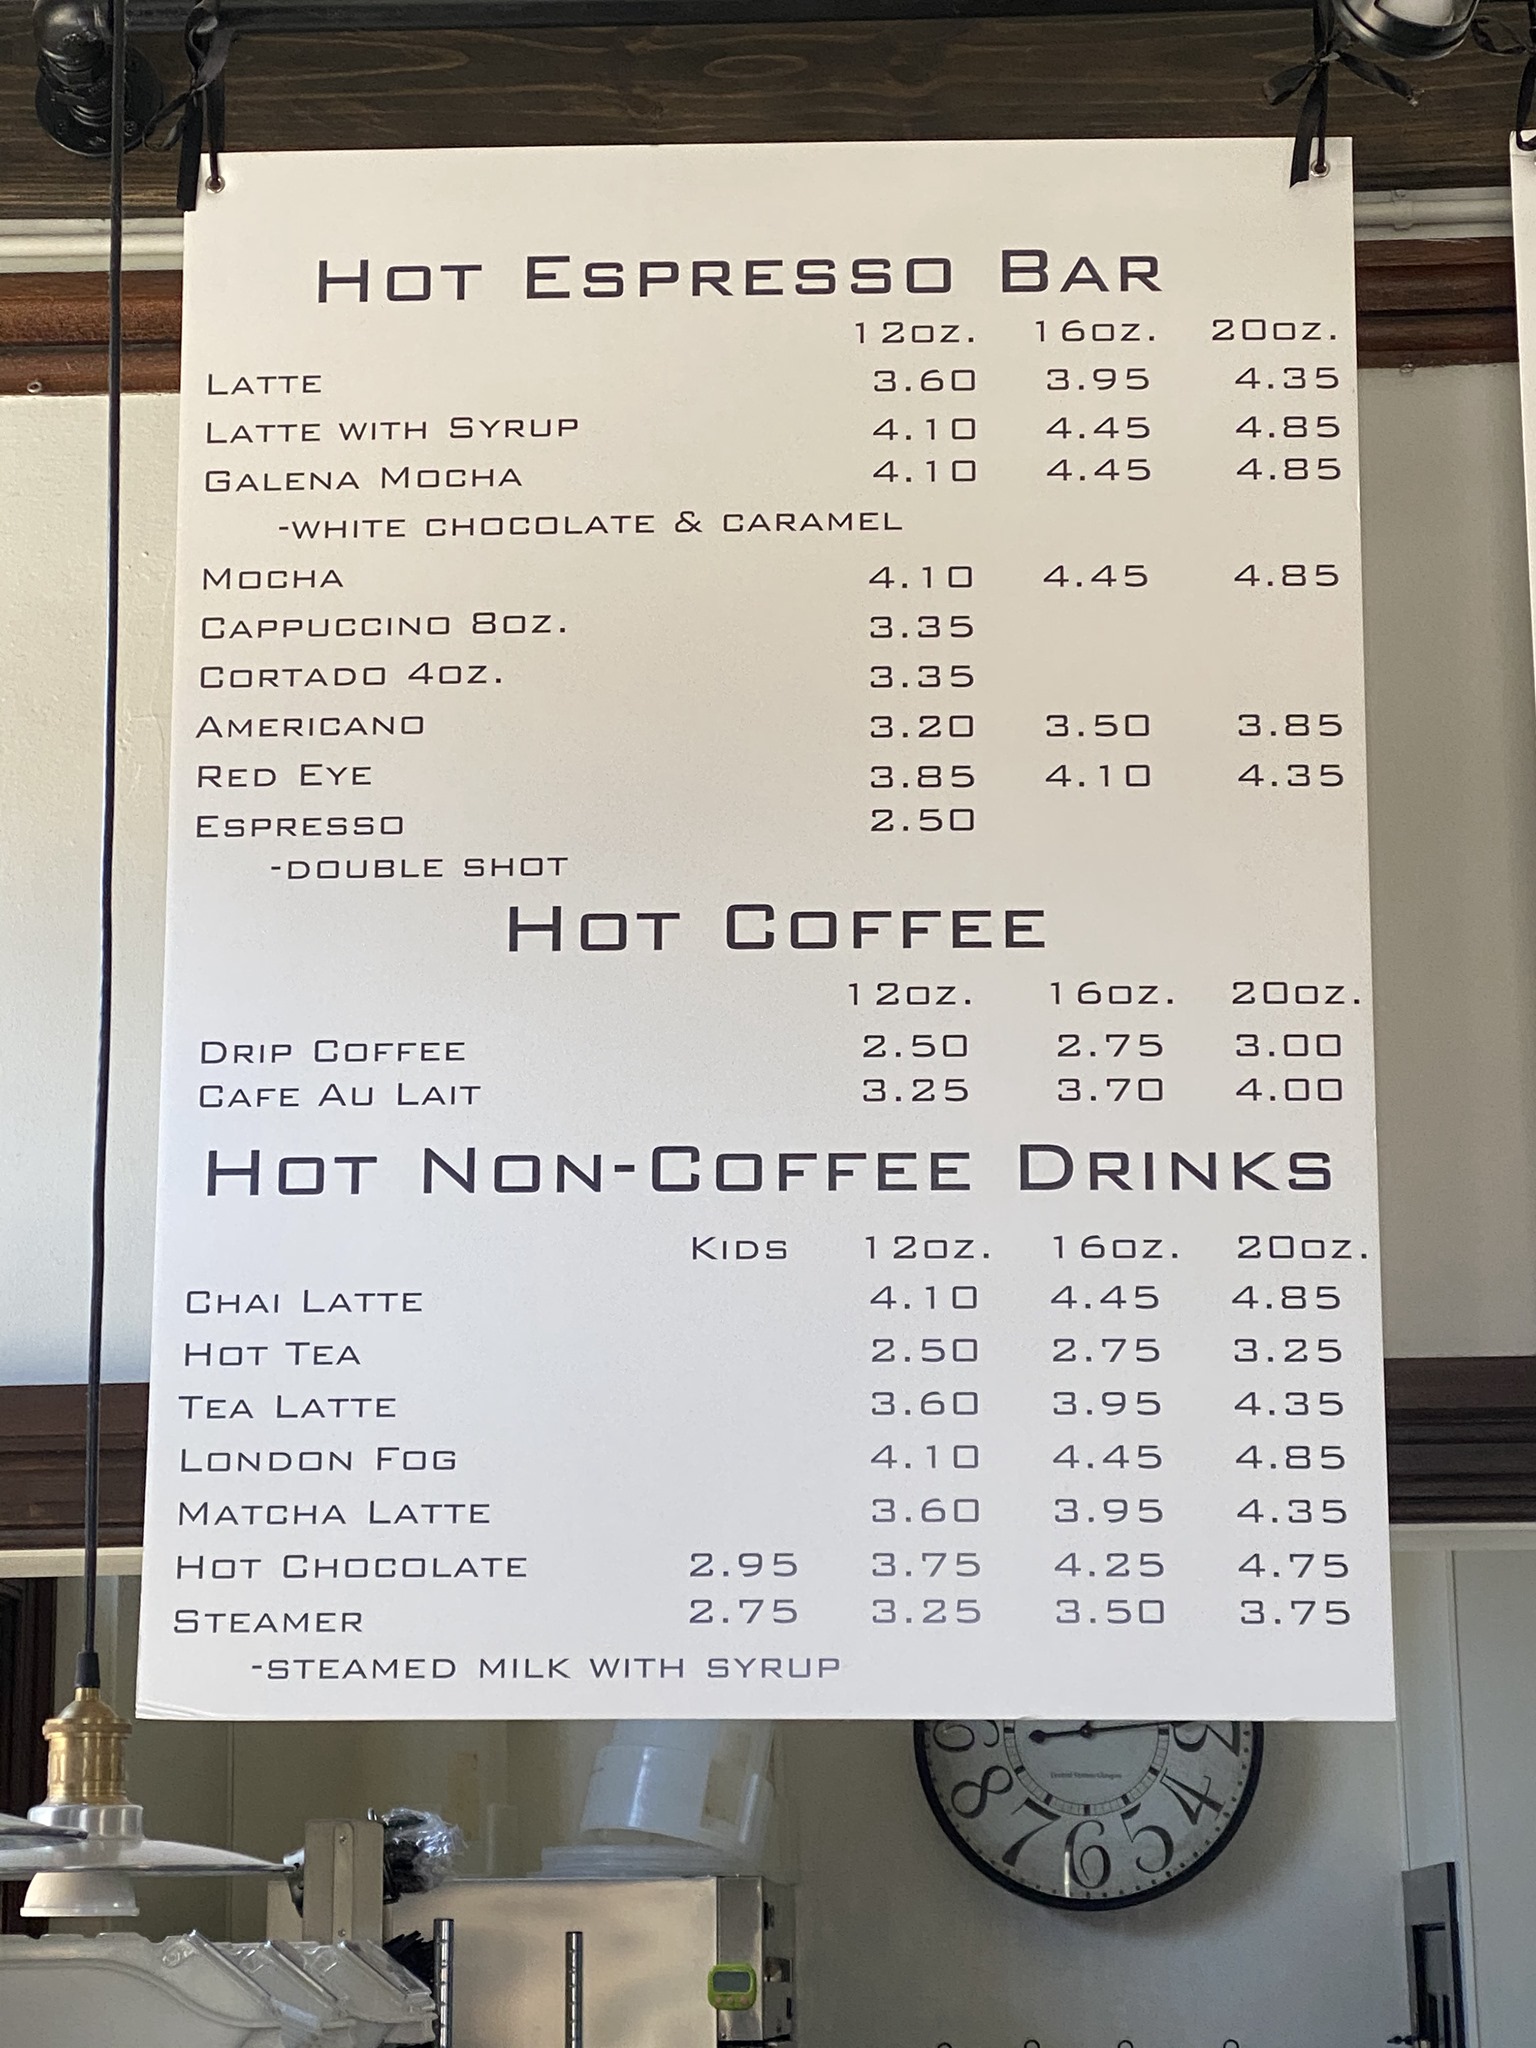 Hot Espresso Bar
12oz. 16oz. 20oz.
Latte 3.60 3.95 4.35
Latte with Syrup 4.10 4.45 4.85
Galena Mocha 4.10 4.45 4.85
-white chocolate & caramel
Mocha 4.10 4.45 4.85
Cappuccino 8oz. 3.35
Cortado 4oz. 3.35
Americano 3.20 3.50 3.85
Red Eye 3.85 4.10 4.35
Espresso 2.50
-double shot
Hot Coffee
12oz. 16oz. 20oz.
Drip Coffee 2.50 2.75 3.00
Cafe Au Lait 3.25 3.70 4.00
Hot Non-Coffee Drinks
Kids 12oz. 16oz. 20oz.
Chai Latte 4.10 4.45 4.85
Hot Tea 2.50 2.75 3.25
Tea Latte 3.60 3.95 4.35
London Fog 4.10 4.45 4.85
Matcha Latte 3.60 3.95 4.35
Hot Chocolate 2.95 3.75 4.25 4.75
Steamer 2.75 3.25 3.50 3.75
-steamed milk with syrup
8 7 6 5 4